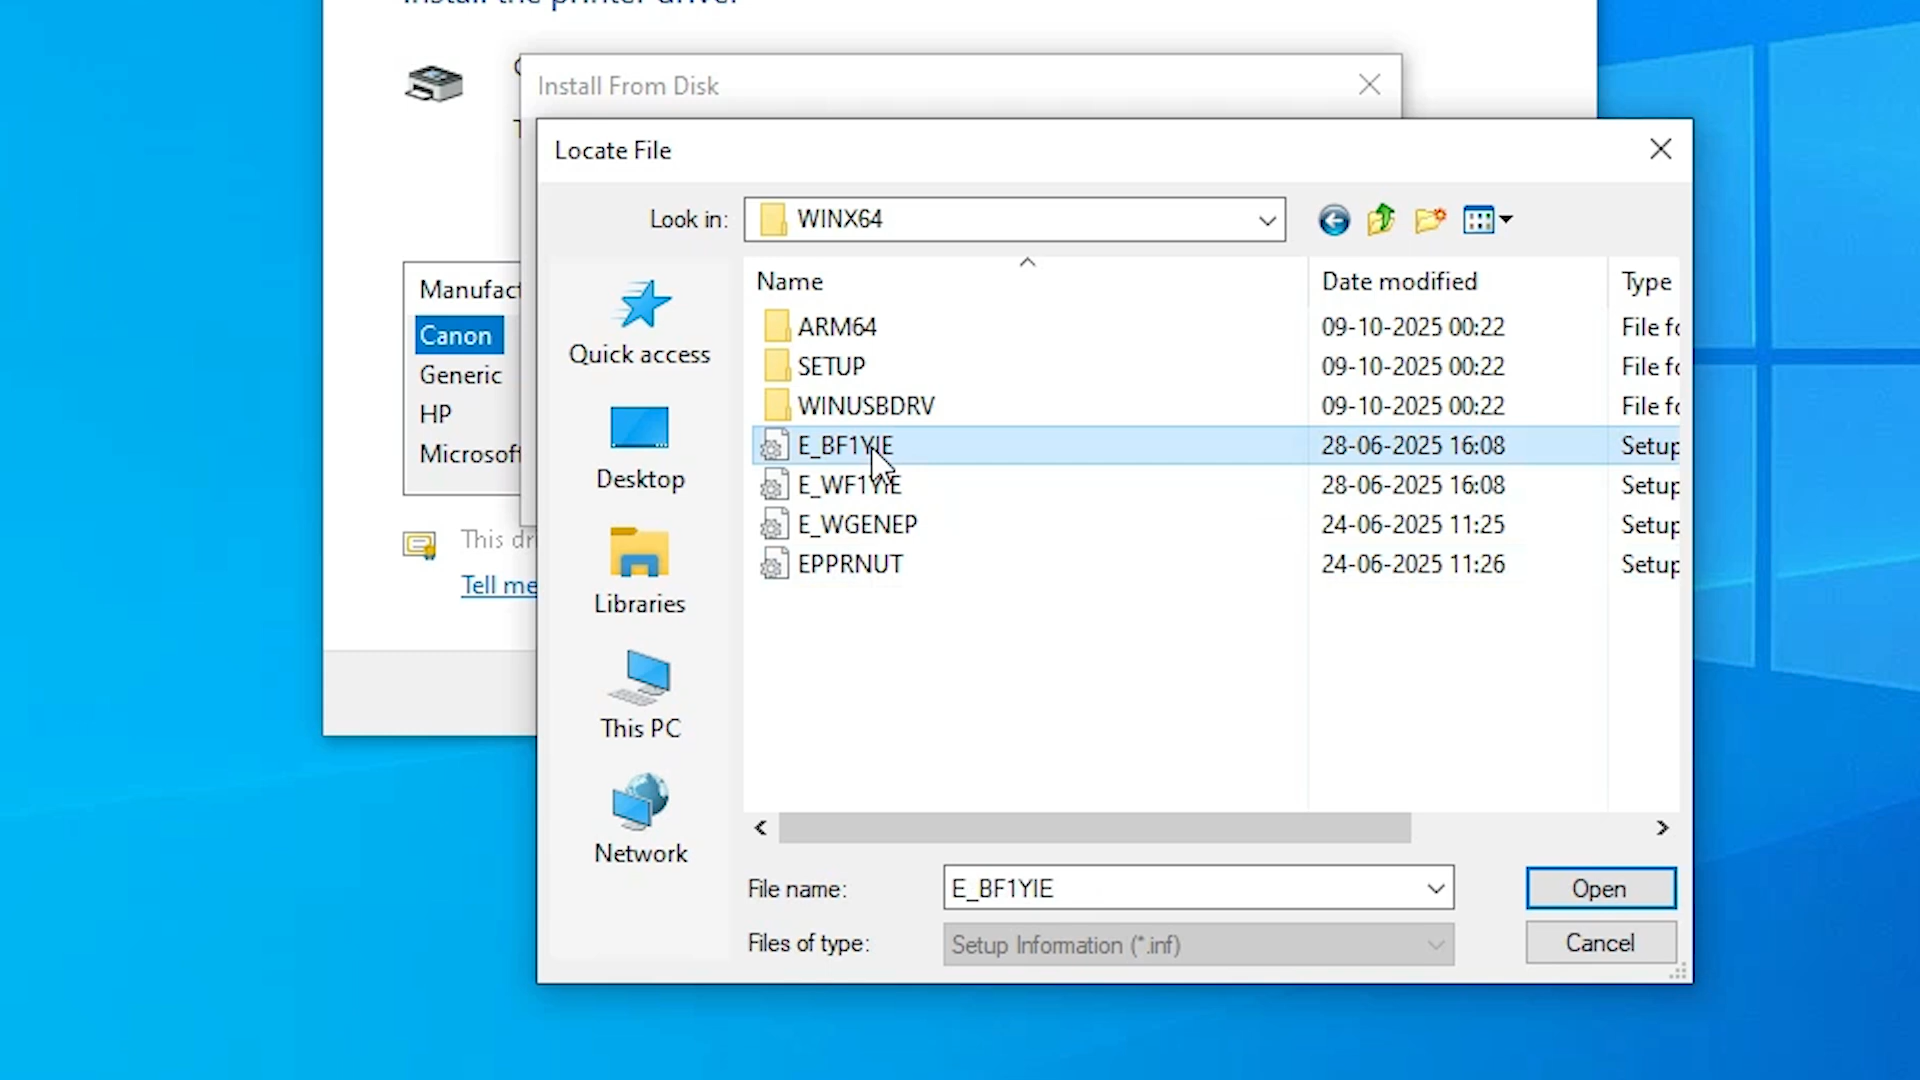 Install the printer driver
Install From Disk
Locate File
Look in:
WINX64
Name
Date modified
Type
ARM64
09-10-2025 00:22
File fo
SETUP
09-10-2025 00:22
File fo
WINUSBDRV
09-10-2025 00:22
File fo
E_BF1YIE
28-06-2025 16:08
Setup
E_WF1YIE
28-06-2025 16:08
Setup
E_WGENEP
24-06-2025 11:25
Setup
EPPRNUT
24-06-2025 11:26
Setup
Quick access
Desktop
Libraries
This PC
Network
Manufact
Canon
Generic
HP
Microsoft
This dri
Tell me
File name:
E_BF1YIE
Open
Files of type:
Setup Information (*.inf)
Cancel